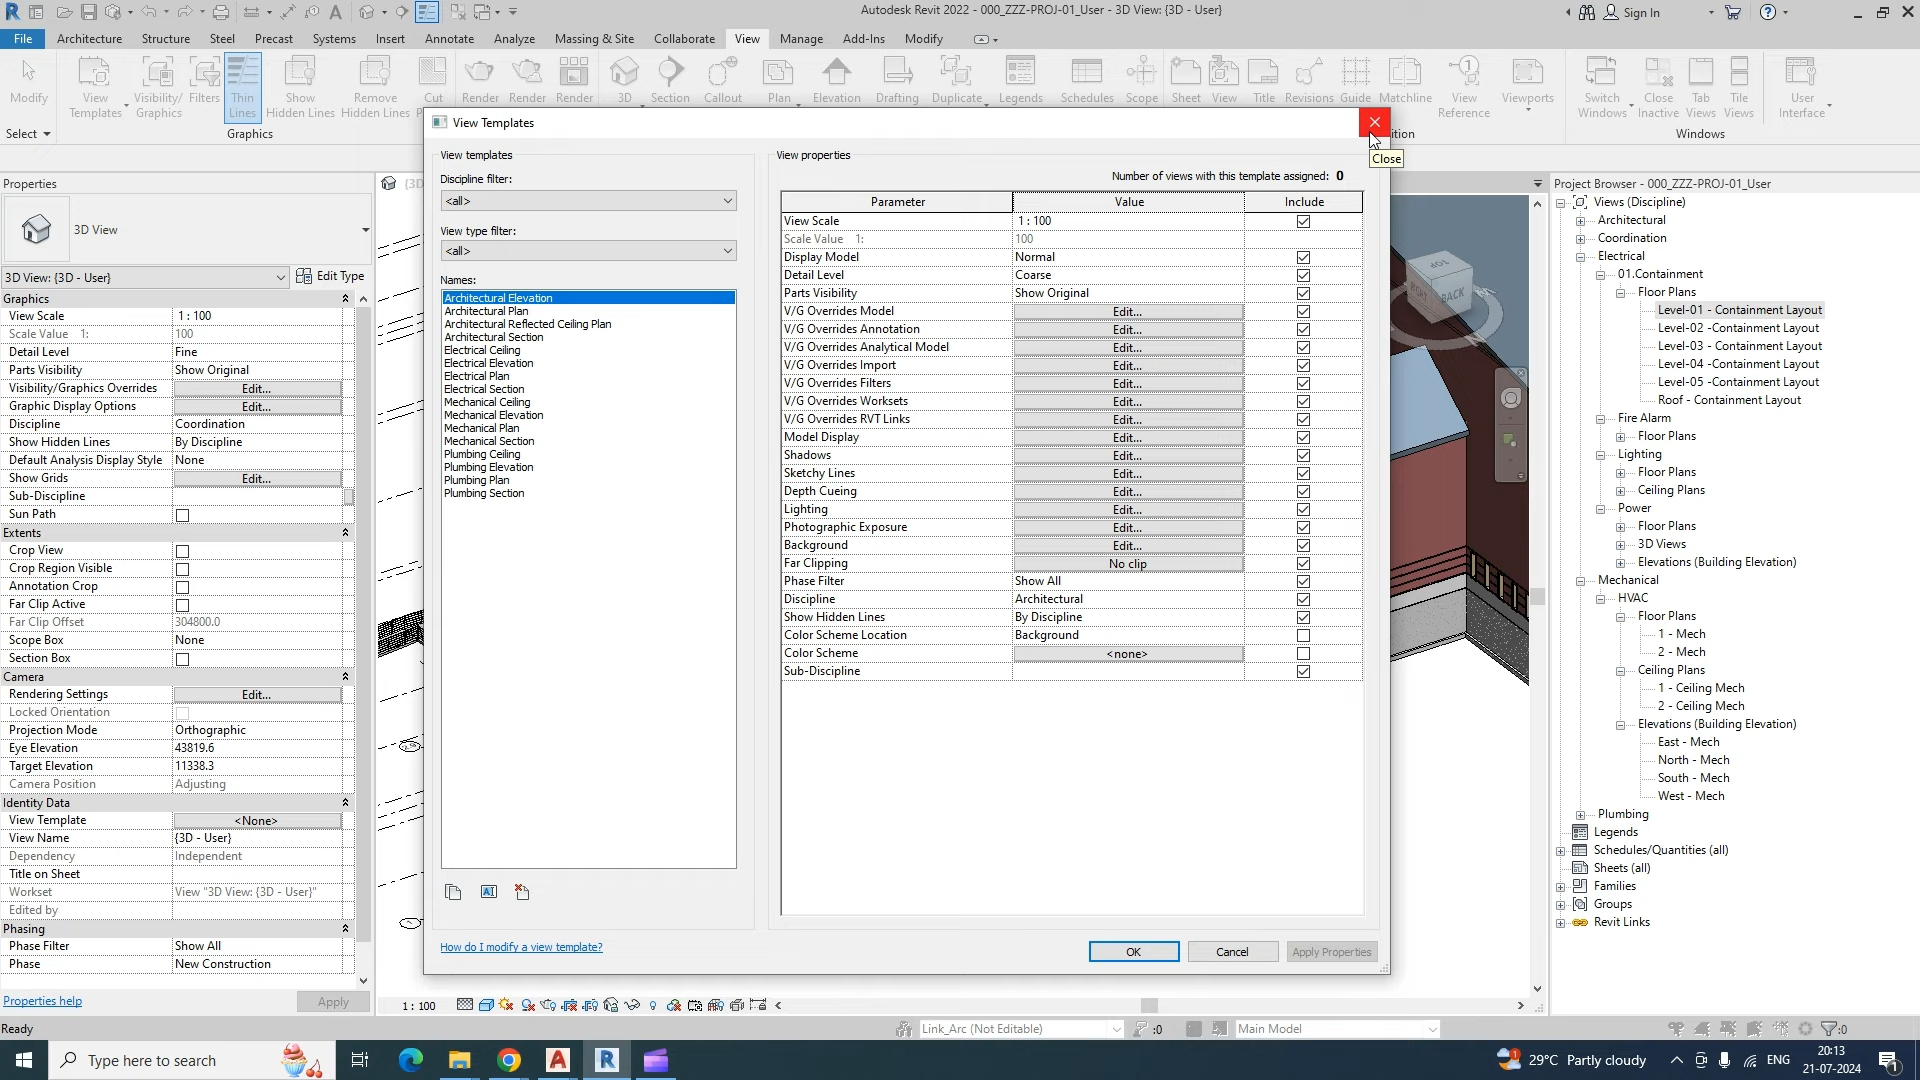 Autodesk Revit 2022 - 000_ZZZ-PROJ-01_User - 3D View: {3D - User}
Sign In
File Architecture Structure Steel Precast Systems Insert Annotate Analyze Massing & Site Collaborate View Manage Add-Ins Modify
Modify
View Templates
Visibility/ Graphics
Filters
Thin Lines
Show Hidden Lines
Remove Hidden Lines
Cut
Render
Render
Render
3D
Section
Callout
Plan
Elevation
Drafting
Duplicate
Legends
Schedules
Scope
Sheet
View
Title
Revisions
Guide
Matchline
View Reference
Viewports
Switch Windows
Close Inactive
Tab Views
Tile Views
User Interface
Select
Graphics
Windows
Properties
3D View
3D View: {3D - User}
Edit Type
Graphics
View Scale 1 : 100
Scale Value 1: 100
Detail Level Fine
Parts Visibility Show Original
Visibility/Graphics Overrides Edit...
Graphic Display Options Edit...
Discipline Coordination
Show Hidden Lines By Discipline
Default Analysis Display Style None
Show Grids Edit...
Sub-Discipline
Sun Path
Extents
Crop View
Crop Region Visible
Annotation Crop
Far Clip Active
Far Clip Offset 304800.0
Scope Box None
Section Box
Camera
Rendering Settings Edit...
Locked Orientation
Projection Mode Orthographic
Eye Elevation 43819.6
Target Elevation 11338.3
Camera Position Adjusting
Identity Data
View Template <None>
View Name {3D - User}
Dependency Independent
Title on Sheet
Workset View "3D View: {3D - User}"
Edited by
Phasing
Phase Filter Show All
Phase New Construction
Properties help
Apply
View Templates
Close
View templates
Discipline filter:
<all>
View type filter:
<all>
Names:
Architectural Elevation
Architectural Plan
Architectural Reflected Ceiling Plan
Architectural Section
Electrical Ceiling
Electrical Elevation
Electrical Plan
Electrical Section
Mechanical Ceiling
Mechanical Elevation
Mechanical Plan
Mechanical Section
Plumbing Ceiling
Plumbing Elevation
Plumbing Plan
Plumbing Section
How do I modify a view template?
View properties
Number of views with this template assigned: 0
Parameter Value Include
View Scale 1 : 100
Scale Value 1: 100
Display Model Normal
Detail Level Coarse
Parts Visibility Show Original
V/G Overrides Model Edit...
V/G Overrides Annotation Edit...
V/G Overrides Analytical Model Edit...
V/G Overrides Import Edit...
V/G Overrides Filters Edit...
V/G Overrides Worksets Edit...
V/G Overrides RVT Links Edit...
Model Display Edit...
Shadows Edit...
Sketchy Lines Edit...
Depth Cueing Edit...
Lighting Edit...
Photographic Exposure Edit...
Background Edit...
Far Clipping No clip
Phase Filter Show All
Discipline Architectural
Show Hidden Lines By Discipline
Color Scheme Location Background
Color Scheme <none>
Sub-Discipline
OK Cancel Apply Properties
TOP
RIGHT
BACK
Project Browser - 000_ZZZ-PROJ-01_User
Views (Discipline)
Architectural
Coordination
Electrical
01.Containment
Floor Plans
Level-01 - Containment Layout
Level-02 -Containment Layout
Level-03 - Containment Layout
Level-04 -Containment Layout
Level-05 -Containment Layout
Roof - Containment Layout
Fire Alarm
Floor Plans
Lighting
Floor Plans
Ceiling Plans
Power
Floor Plans
3D Views
Elevations (Building Elevation)
Mechanical
HVAC
Floor Plans
1 - Mech
2 - Mech
Ceiling Plans
1 - Ceiling Mech
2 - Ceiling Mech
Elevations (Building Elevation)
East - Mech
North - Mech
South - Mech
West - Mech
Plumbing
Legends
Schedules/Quantities (all)
Sheets (all)
Families
Groups
Revit Links
1 : 100
Ready
Link_Arc (Not Editable)
:0
Main Model
:0
Type here to search
29°C Partly cloudy
ENG
20:13
21-07-2024